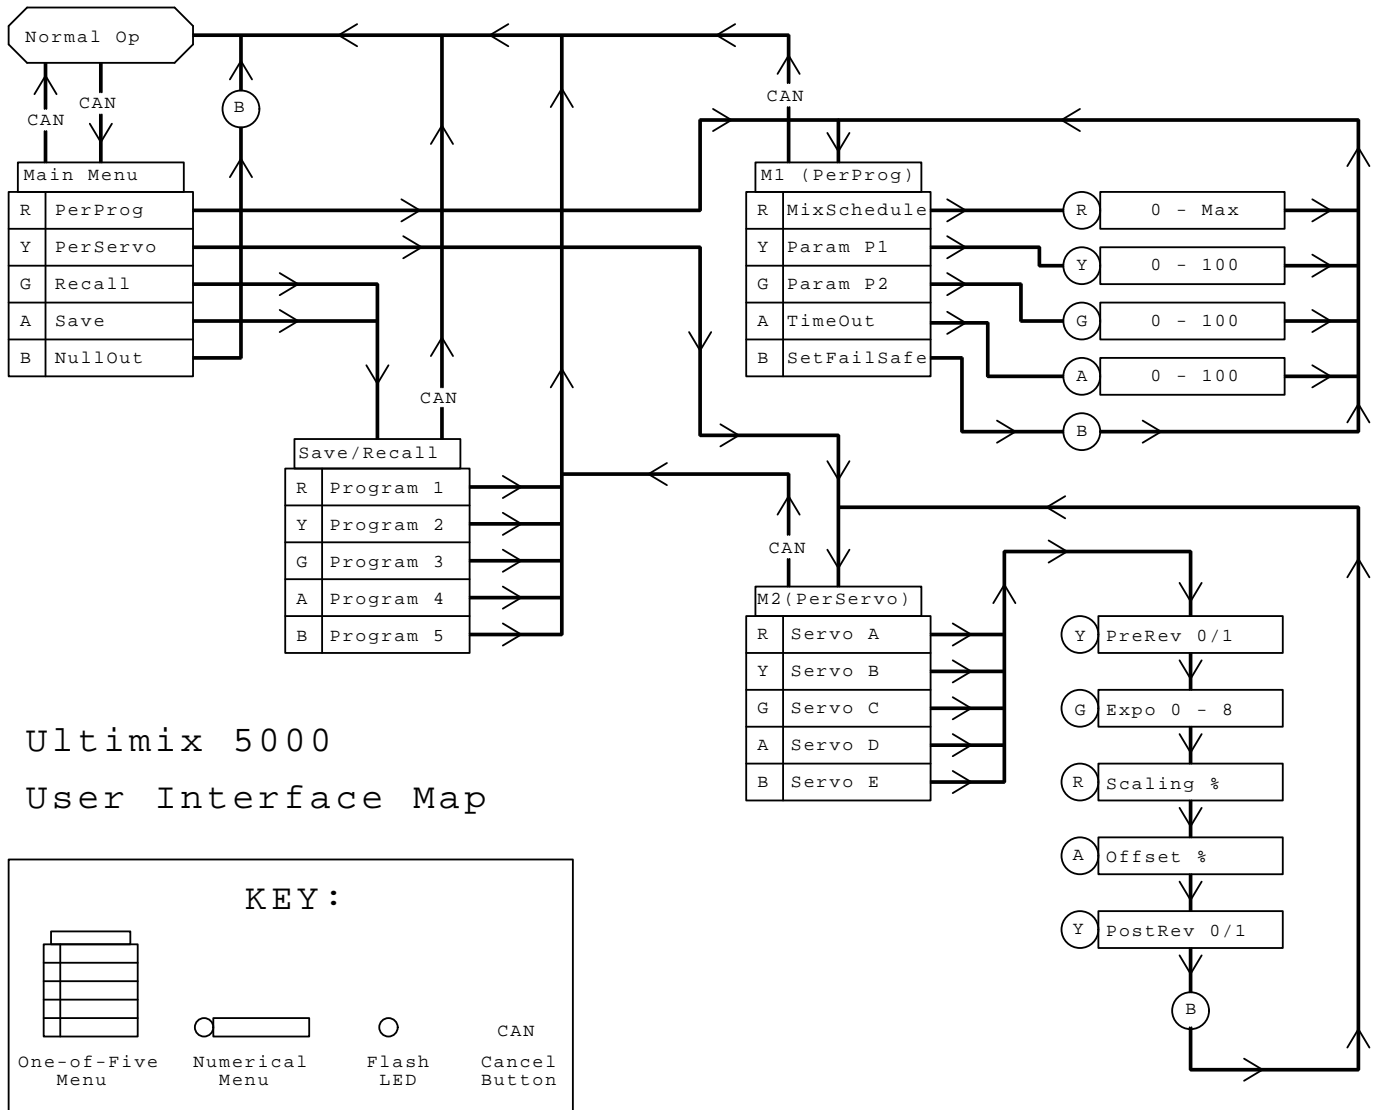 Normal Op
CAN
CAN
B
CAN
Main Menu
R PerProg
Y PerServo
G Recall
A Save
B NullOut
M1 (PerProg)
R MixSchedule
Y Param P1
G Param P2
A TimeOut
B SetFailSafe
R 0 - Max
Y 0 - 100
G 0 - 100
A 0 - 100
B
CAN
Save/Recall
R Program 1
Y Program 2
G Program 3
A Program 4
B Program 5
CAN
M2(PerServo)
R Servo A
Y Servo B
G Servo C
A Servo D
B Servo E
Y PreRev 0/1
G Expo 0 - 8
R Scaling %
A Offset %
Y PostRev 0/1
B
Ultimix 5000
User Interface Map
KEY:
One-of-Five
Menu
Numerical
Menu
Flash
LED
CAN
Cancel
Button